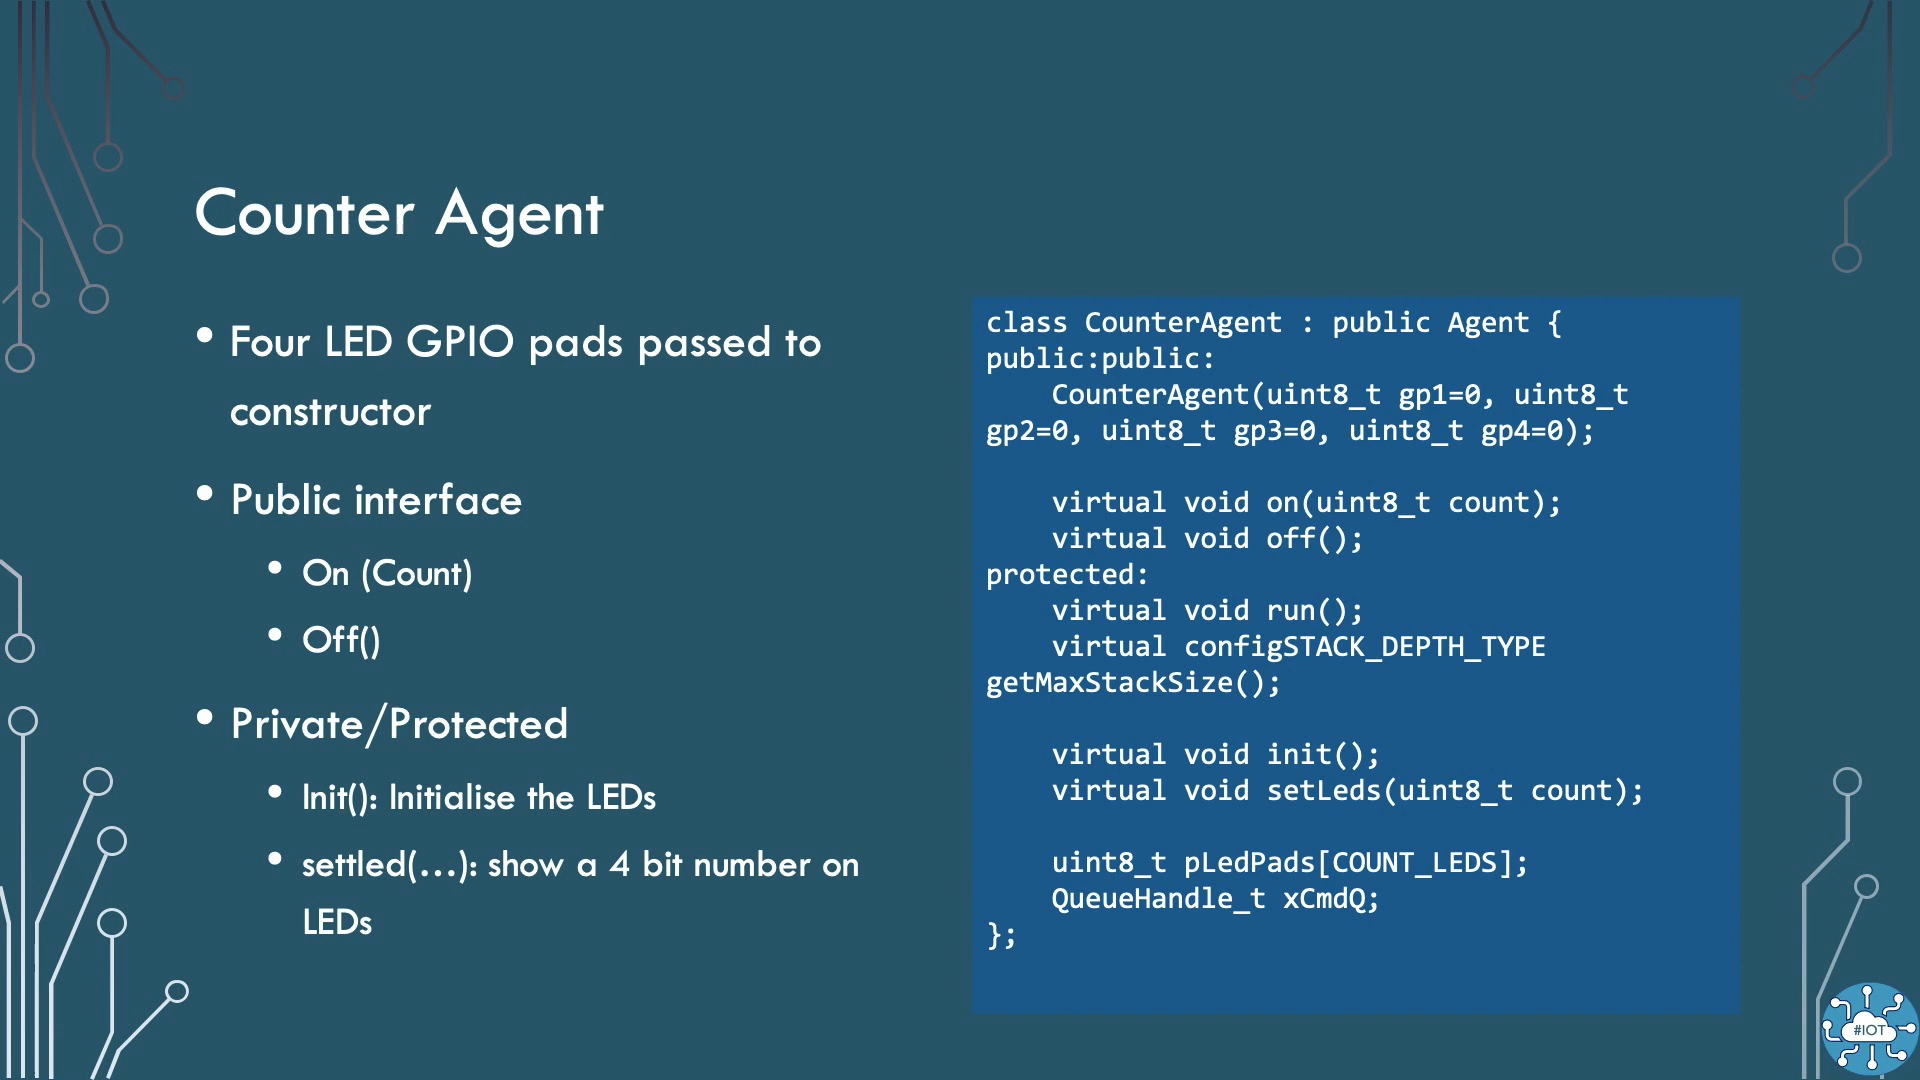 Counter Agent
• Four LED GPIO pads passed to
constructor
• Public interface
• On (Count)
• Off()
• Private/Protected
• Init(): Initialise the LEDs
• settled(...): show a 4 bit number on
LEDs
class CounterAgent : public Agent {
public:public:
    CounterAgent(uint8_t gp1=0, uint8_t
gp2=0, uint8_t gp3=0, uint8_t gp4=0);
    virtual void on(uint8_t count);
    virtual void off();
protected:
    virtual void run();
    virtual configSTACK_DEPTH_TYPE
getMaxStackSize();
    virtual void init();
    virtual void setLeds(uint8_t count);
    uint8_t pLedPads[COUNT_LEDS];
    QueueHandle_t xCmdQ;
};
#IOT